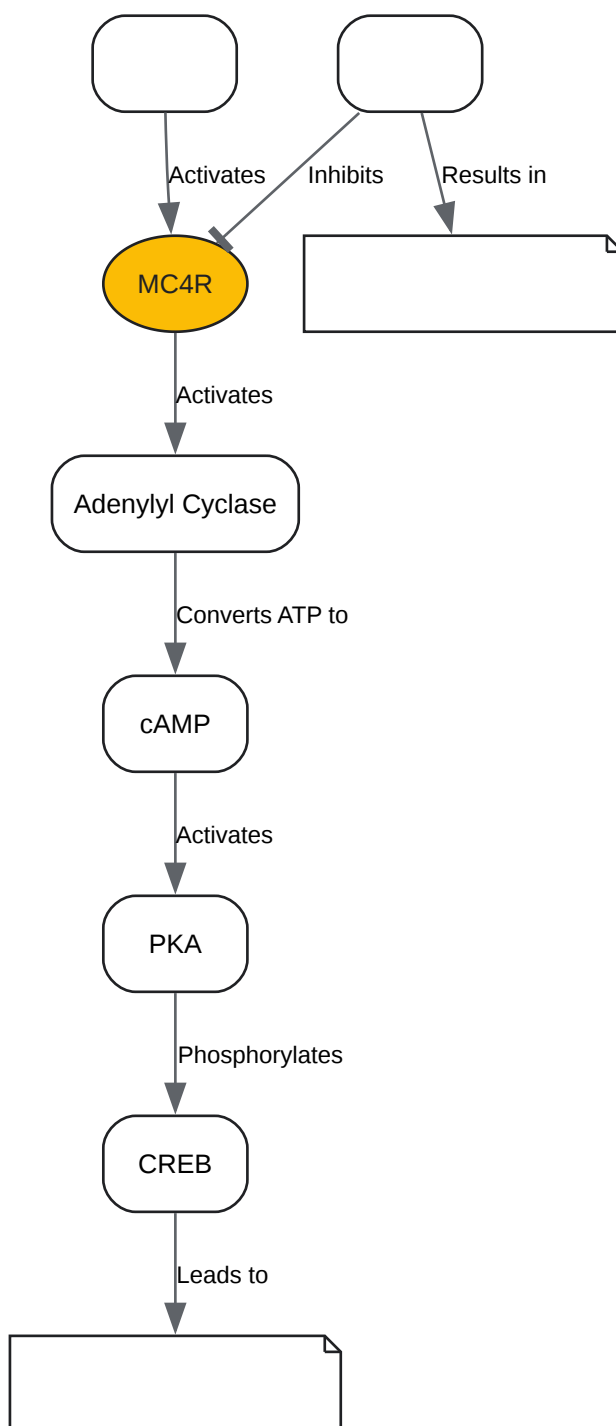 Activates
Inhibits
Results in
MC4R
Activates
Adenylyl Cyclase
Converts ATP to
cAMP
Activates
PKA
Phosphorylates
CREB
Leads to